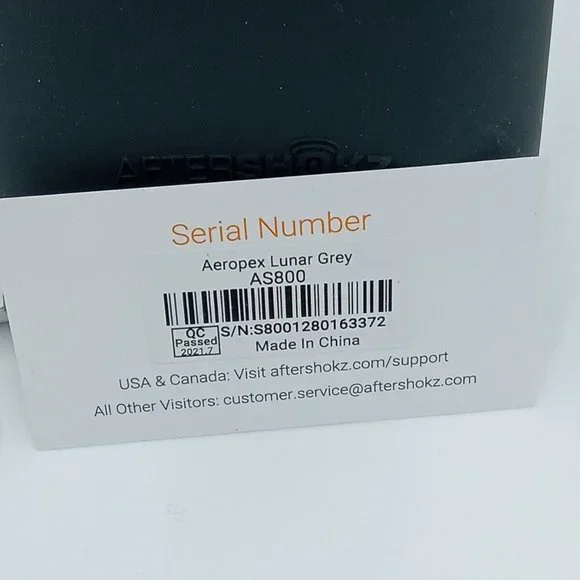 AFTERSHOKZ
Serial Number
Aeropex Lunar Grey
AS800
QC
Passed
2021.7
S/N:S8001280163372
Made In China
USA & Canada: Visit aftershokz.com/support
All Other Visitors: customer.service@aftershokz.com